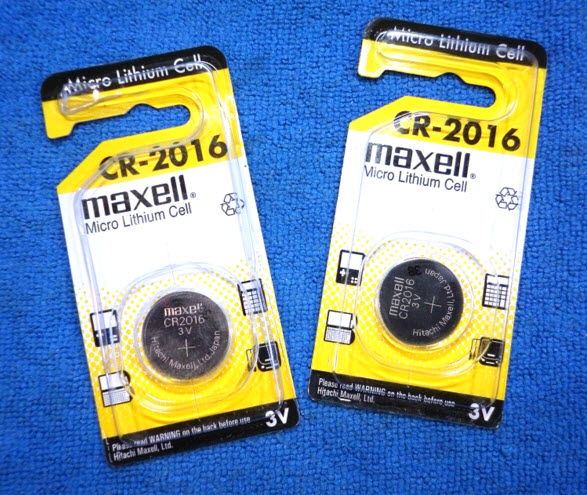 Micro Lithium Cell
CR-2016
maxell®
Micro Lithium Cell
maxell
CR2016
3V
+
Hitachi Maxell, Ltd. Japan
Please read WARNING on the back before use
Hitachi Maxell, Ltd.
3V
Micro Lithium Cell
CR-2016
maxell®
Micro Lithium Cell
maxell
CR2016
3V
+
Hitachi Maxell, Ltd. Japan
Please read WARNING on the back before use
Hitachi Maxell, Ltd.
3V